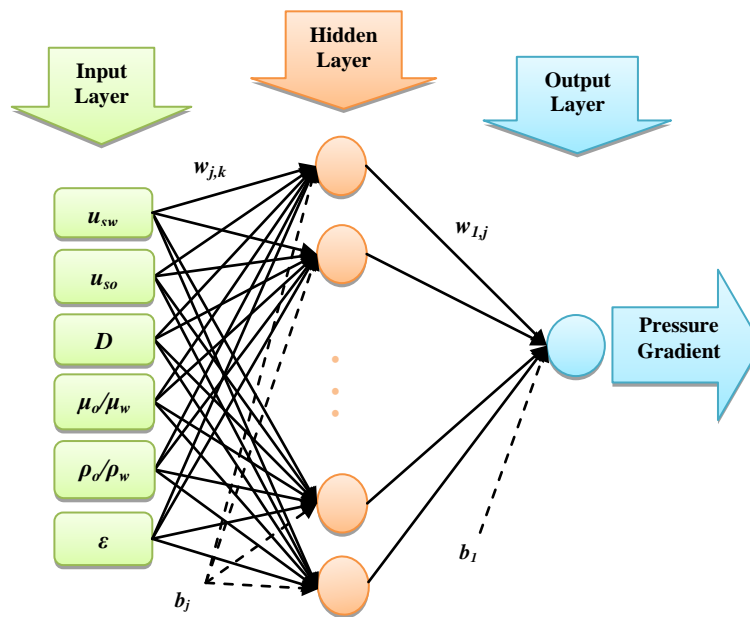 Input
Layer
Hidden
Layer
Output
Layer
w_{j,k}
u_{sw}
u_{so}
D
μ_o/μ_w
ρ_o/ρ_w
ε
b_j
w_{1,j}
b_1
Pressure
Gradient